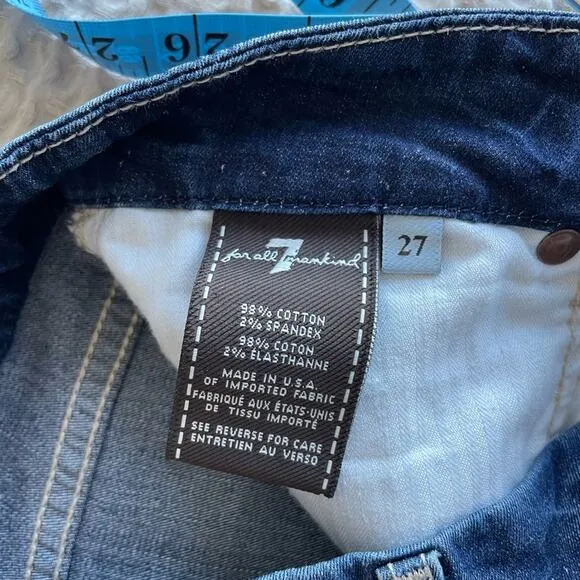 7
for all mankind
27
98% COTTON
2% SPANDEX
98% COTON
2% ÉLASTHANNE
MADE IN U.S.A.
OF IMPORTED FABRIC
FABRIQUÉ AUX ÉTATS-UNIS
DE TISSU IMPORTÉ
SEE REVERSE FOR CARE
ENTRETIEN AU VERSO